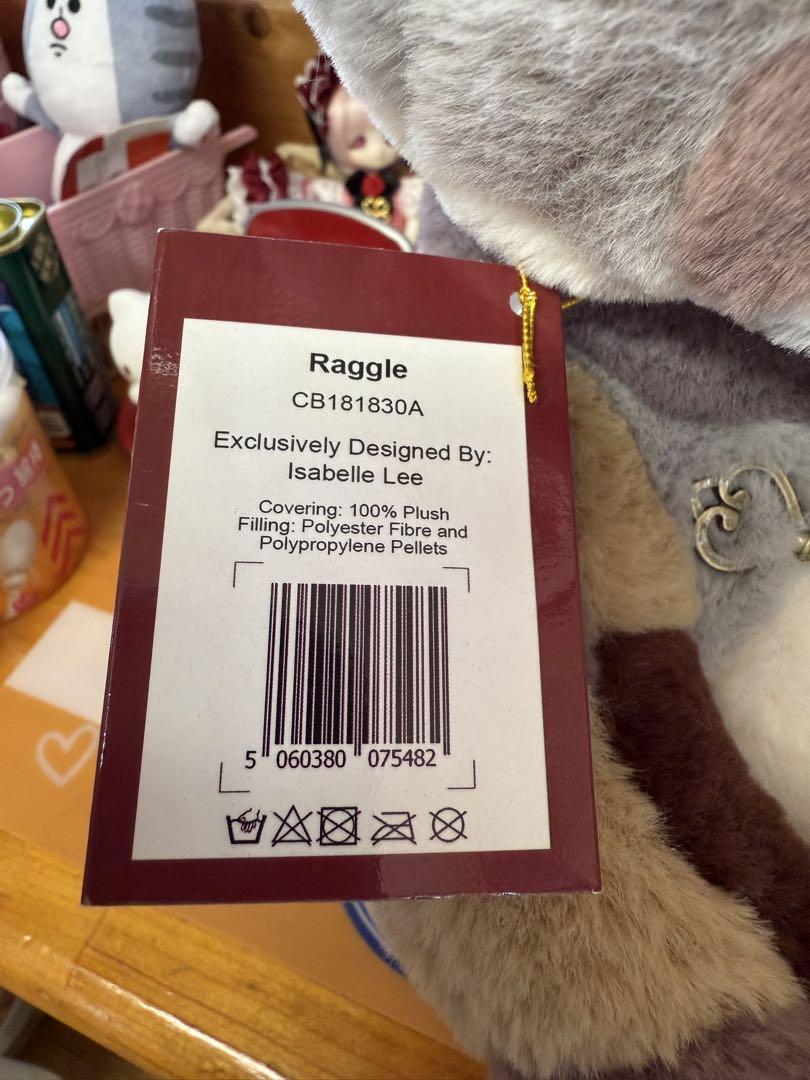 Raggle
CB181830A
Exclusively Designed By:
Isabelle Lee
Covering: 100% Plush
Filling: Polyester Fibre and
Polypropylene Pellets
5 060380 075482